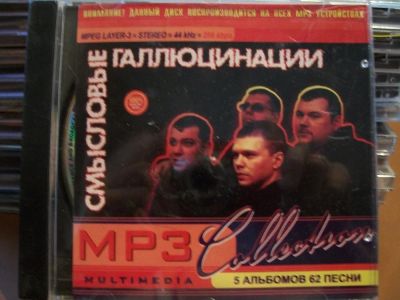 ВНИМАНИЕ! ДАННЫЙ ДИСК ВОСПРОИЗВОДИТСЯ НА ВСЕХ MP3 УСТРОЙСТВАХ
MPEG LAYER-3 • STEREO • 44 kHz • 256 kbps
СМЫСЛОВЫЕ
ГАЛЛЮЦИНАЦИИ
MP3
Collection
MULTIMEDIA
5 АЛЬБОМОВ 62 ПЕСНИ